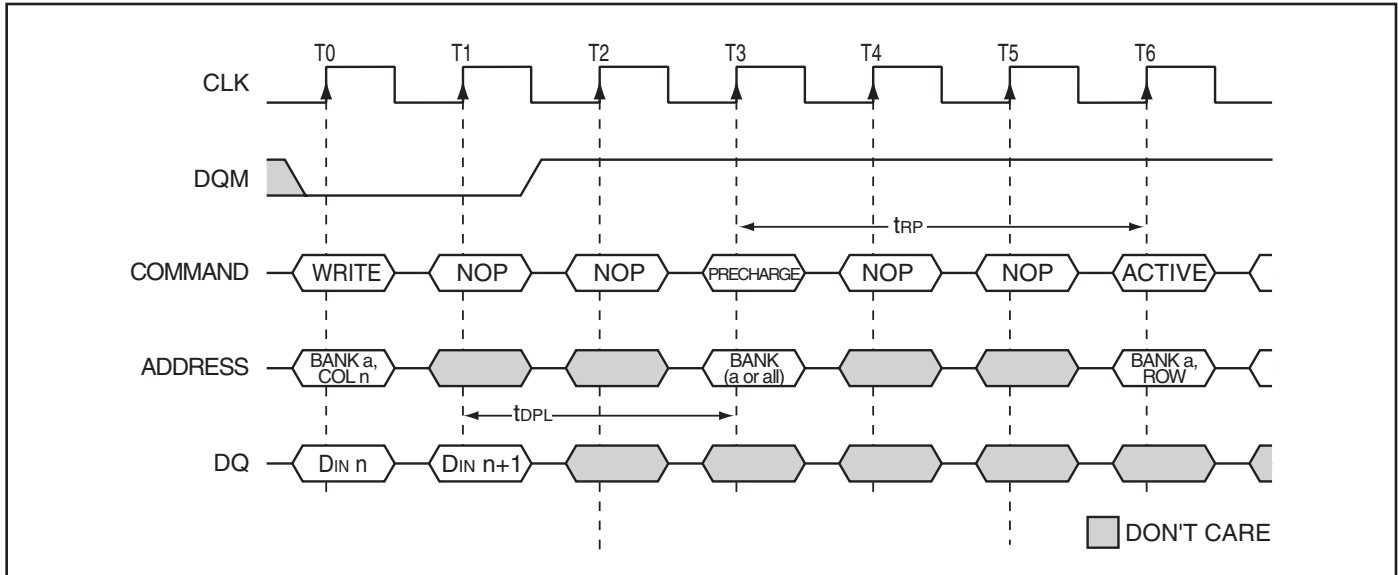 T0 T1 T2 T3 T4 T5 T6
CLK
DQM
tRP
COMMAND WRITE NOP NOP PRECHARGE NOP NOP ACTIVE
ADDRESS BANK a, COL n BANK (a or all) BANK a, ROW
tDPL
DQ DIN n DIN n+1
DON'T CARE